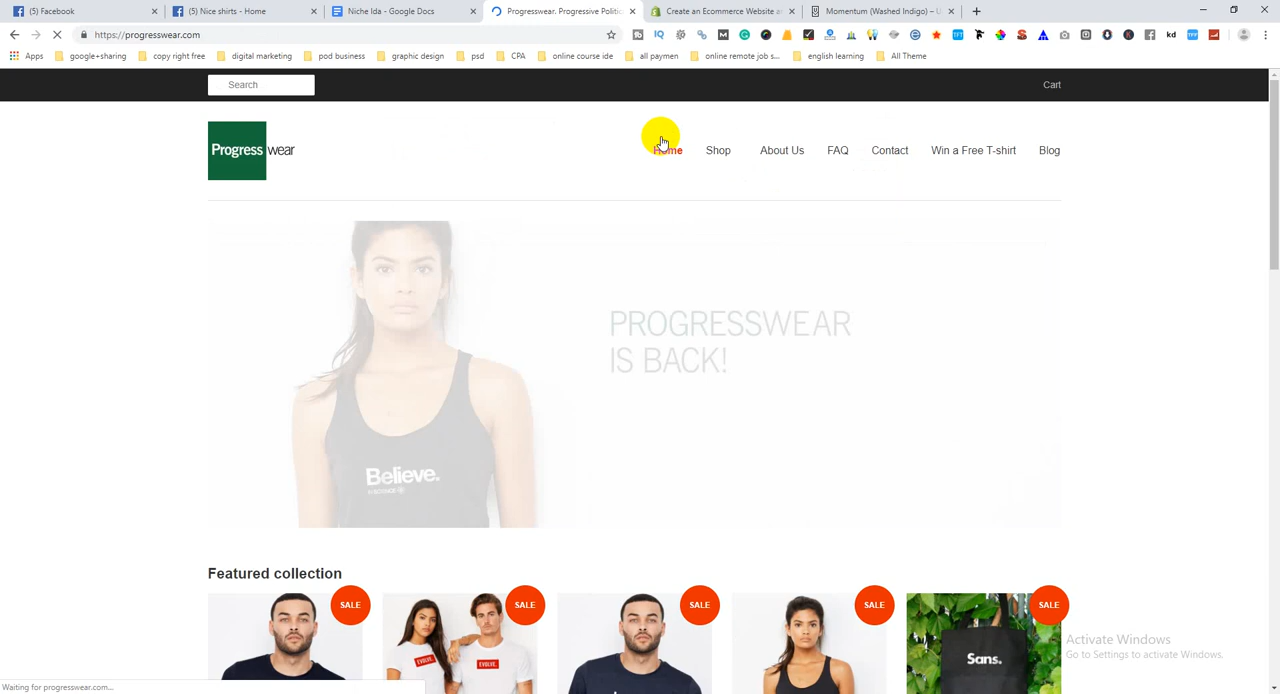 (5) Facebook
(5) Nice shirts - Home
Niche Ida - Google Docs
Progresswear. Progressive Politic
Create an Ecommerce Website a
Momentum (Washed Indigo) – U
https://progresswear.com
Apps
google+sharing
copy right free
digital marketing
pod business
graphic design
psd
CPA
online course ide
all paymen
online remote job s...
english learning
All Theme
Search
Cart
Progress wear
Home
Shop
About Us
FAQ
Contact
Win a Free T-shirt
Blog
PROGRESSWEAR
IS BACK!
Believe.
Featured collection
SALE
SALE
SALE
SALE
SALE
EVOLVE.
EVOLVE.
Sans.
Activate Windows
Go to Settings to activate Windows.
Waiting for progresswear.com...